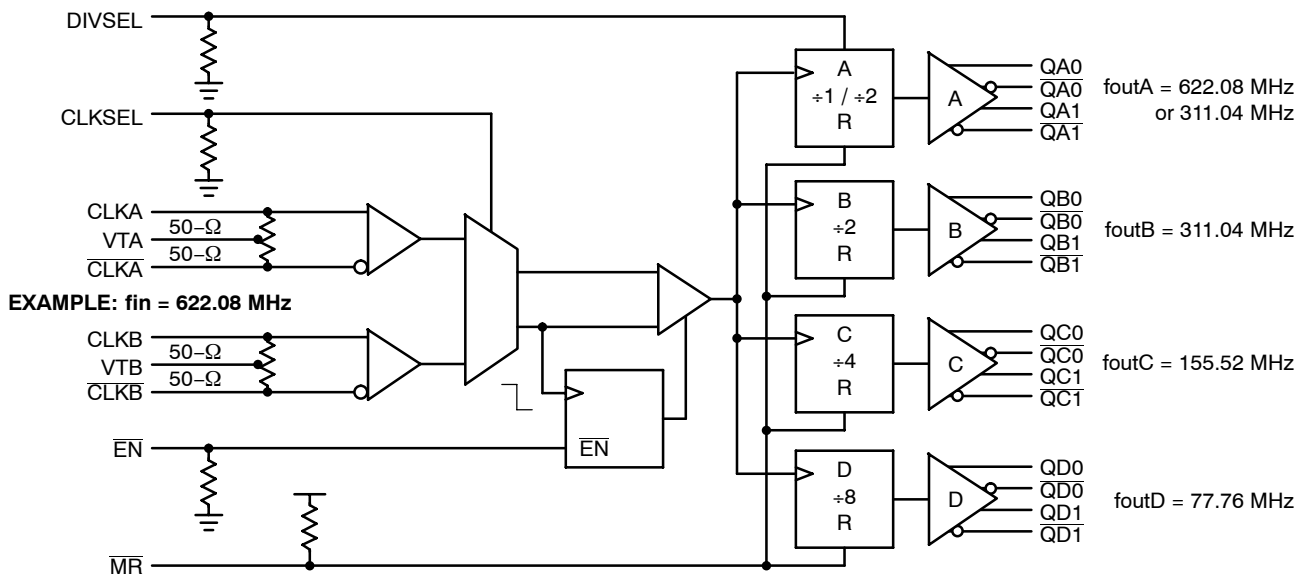 DIVSEL
CLKSEL
CLKA
50-Ω
VTA
50-Ω
CLKA
EXAMPLE: fin = 622.08 MHz
CLKB
50-Ω
VTB
50-Ω
CLKB
EN
MR
EN
A
÷1 / ÷2
R
A
QA0
QA0
QA1
QA1
foutA = 622.08 MHz
or 311.04 MHz
B
÷2
R
B
QB0
QB0
QB1
QB1
foutB = 311.04 MHz
C
÷4
R
C
QC0
QC0
QC1
QC1
foutC = 155.52 MHz
D
÷8
R
D
QD0
QD0
QD1
QD1
foutD = 77.76 MHz